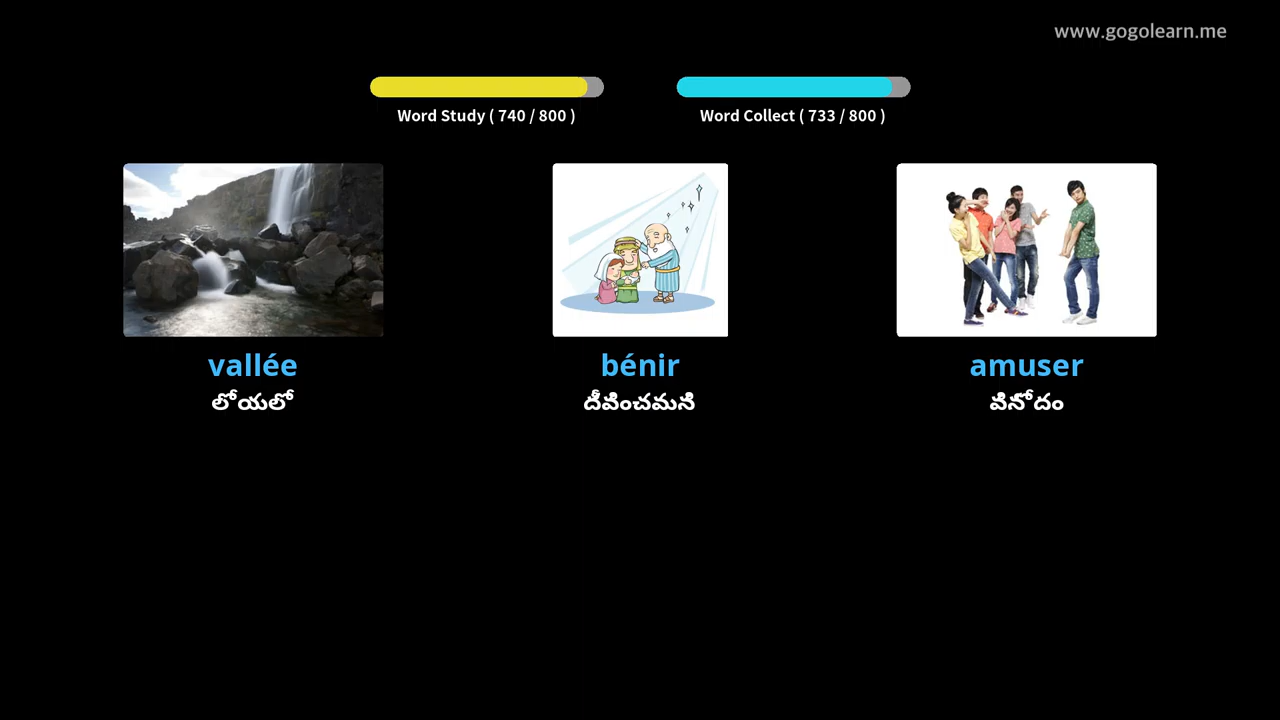 www.gogolearn.me
Word Study ( 740 / 800 )
Word Collect ( 733 / 800 )
vallée
bénir
amuser
లోయలో
దీవించమని
వినోదం